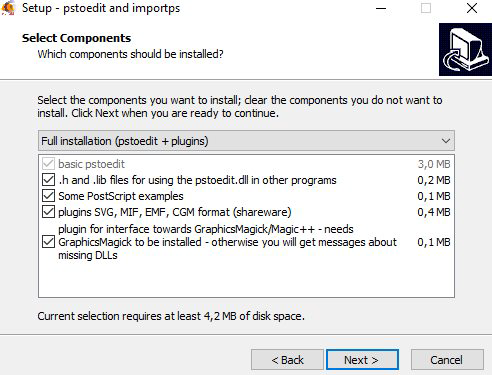 Setup - pstoedit and importps
Select Components
Which components should be installed?
Select the components you want to install; clear the components you do not want to
install. Click Next when you are ready to continue.
Full installation (pstoedit + plugins)
basic pstoedit 3,0 MB
.h and .lib files for using the pstoedit.dll in other programs 0,2 MB
Some PostScript examples 0,1 MB
plugins SVG, MIF, EMF, CGM format (shareware) 0,4 MB
plugin for interface towards GraphicsMagick/Magic++ - needs
GraphicsMagick to be installed - otherwise you will get messages about 0,1 MB
missing DLLs
Current selection requires at least 4,2 MB of disk space.
< Back Next > Cancel